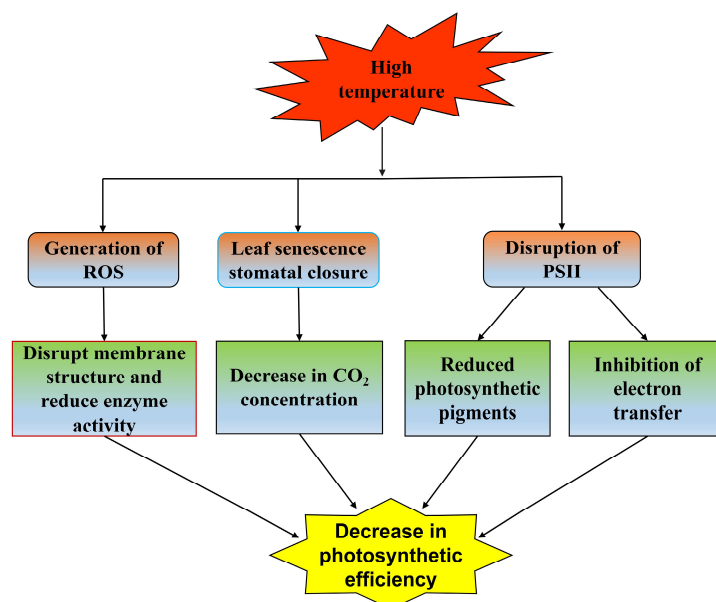 High
temperature
Generation of
ROS
Leaf senescence
stomatal closure
Disruption of
PSII
Disrupt membrane
structure and
reduce enzyme
activity
Decrease in CO₂
concentration
Reduced
photosynthetic
pigments
Inhibition of
electron
transfer
Decrease in
photosynthetic
efficiency